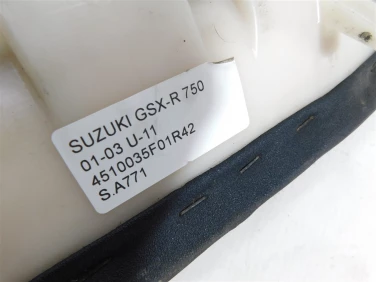 SUZUKI GSX-R 750
01-03 U-11
4510035F01R42
S.A771